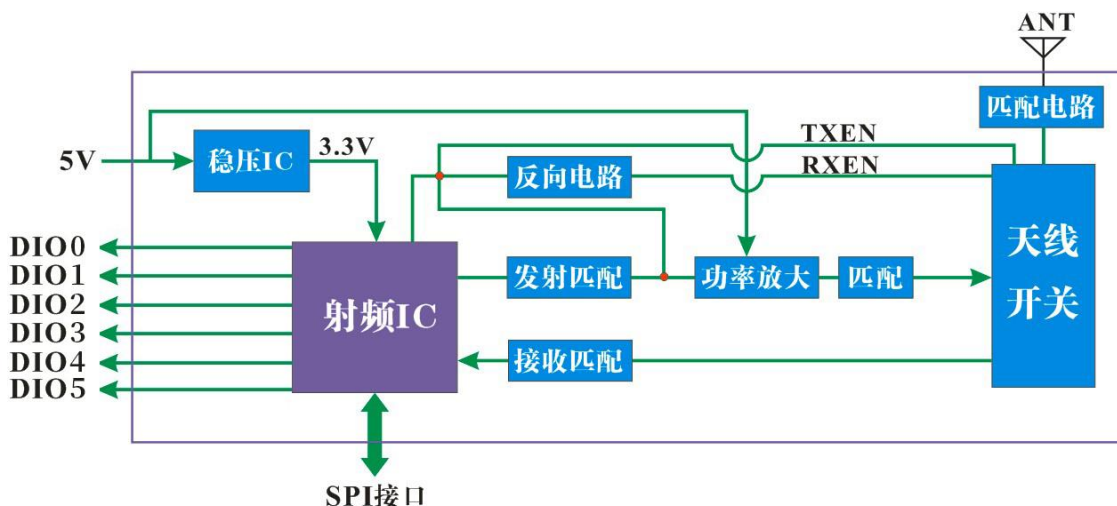 ANT
匹配电路
TXEN
5V
稳压IC
3.3V
反向电路
RXEN
DIO0
DIO1
DIO2
DIO3
DIO4
DIO5
射频IC
发射匹配
功率放大
匹配
天线
开关
接收匹配
SPI接口